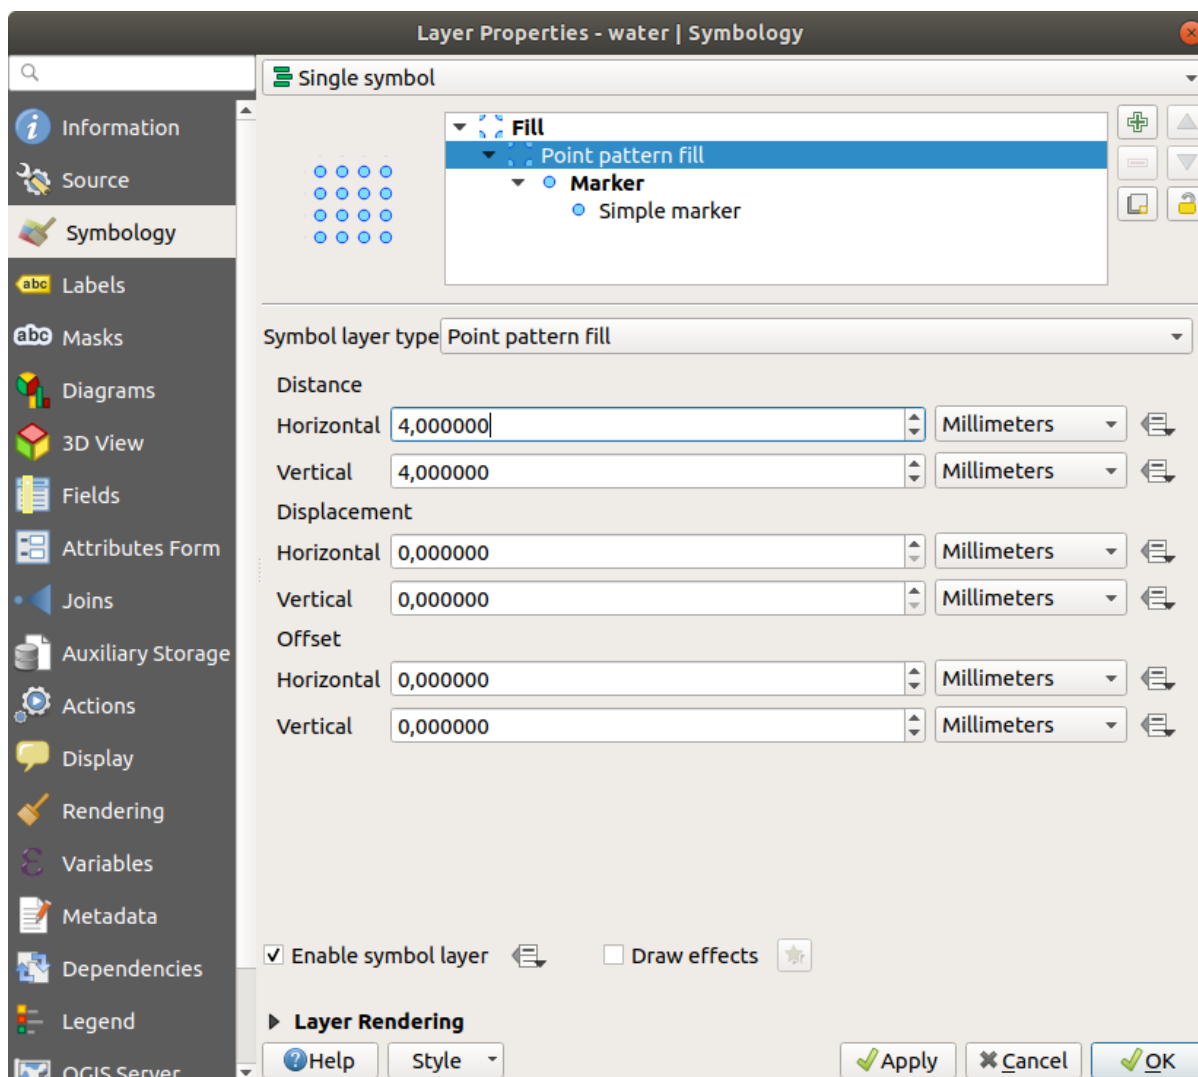 Layer Properties - water | Symbology
Single symbol
Information
Source
Symbology
abc Labels
abc Masks
Diagrams
3D View
Fields
Attributes Form
Joins
Auxiliary Storage
Actions
Display
Rendering
Variables
Metadata
Dependencies
Legend
QGIS Server
Fill
Point pattern fill
Marker
Simple marker
Symbol layer type Point pattern fill
Distance
Horizontal 4,000000 Millimeters
Vertical 4,000000 Millimeters
Displacement
Horizontal 0,000000 Millimeters
Vertical 0,000000 Millimeters
Offset
Horizontal 0,000000 Millimeters
Vertical 0,000000 Millimeters
Enable symbol layer Draw effects
Layer Rendering
Help Style Apply Cancel OK